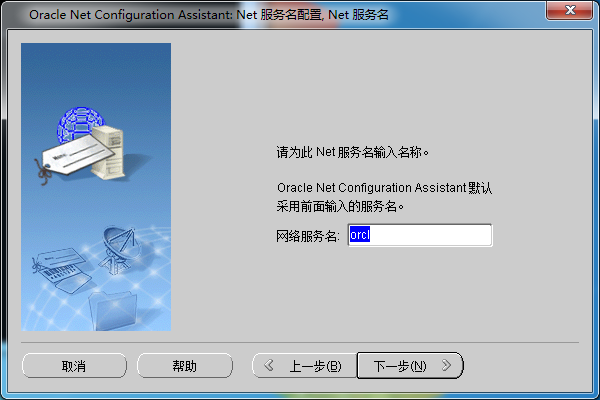 Oracle Net Configuration Assistant: Net 服务名配置, Net 服务名
请为此 Net 服务名输入名称。
Oracle Net Configuration Assistant 默认
采用前面输入的服务名。
网络服务名: orcl
取消 帮助 上一步(B) 下一步(N)